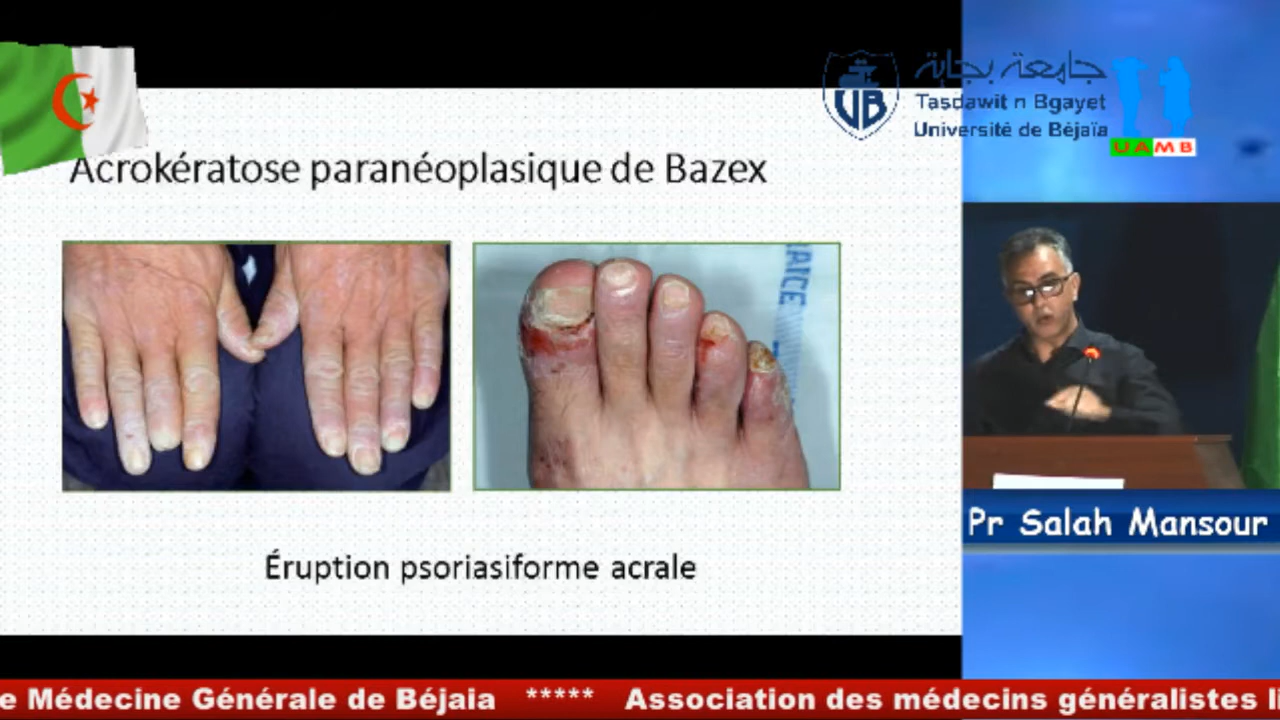 جامعة بجاية
Tasdawit n Bgayet
Université de Béjaïa
UB
UAMB
Acrokératose paranéoplasique de Bazex
Éruption psoriasiforme acrale
Pr Salah Mansour
e Médecine Générale de Béjaia ***** Association des médecins généralistes li